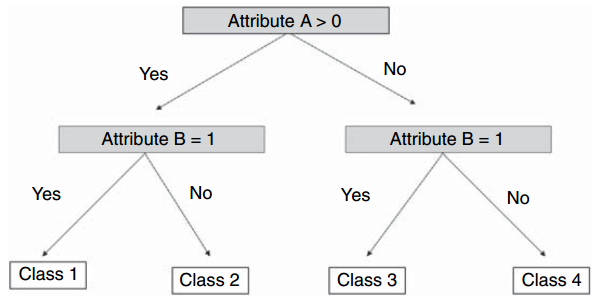 Attribute A > 0
Yes
No
Attribute B = 1
Attribute B = 1
Yes
No
Yes
No
Class 1
Class 2
Class 3
Class 4